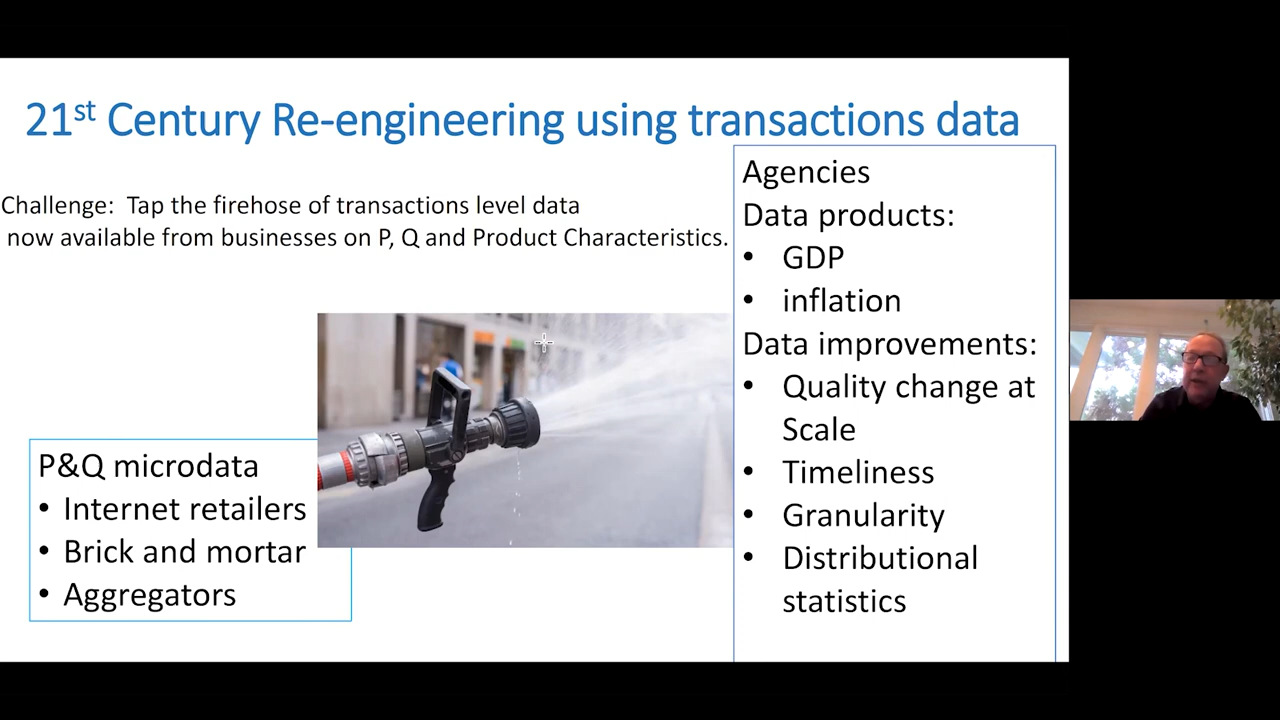 21st Century Re-engineering using transactions data
Challenge: Tap the firehose of transactions level data
now available from businesses on P, Q and Product Characteristics.
P&Q microdata
• Internet retailers
• Brick and mortar
• Aggregators
Agencies
Data products:
• GDP
• inflation
Data improvements:
• Quality change at
Scale
• Timeliness
• Granularity
• Distributional
statistics